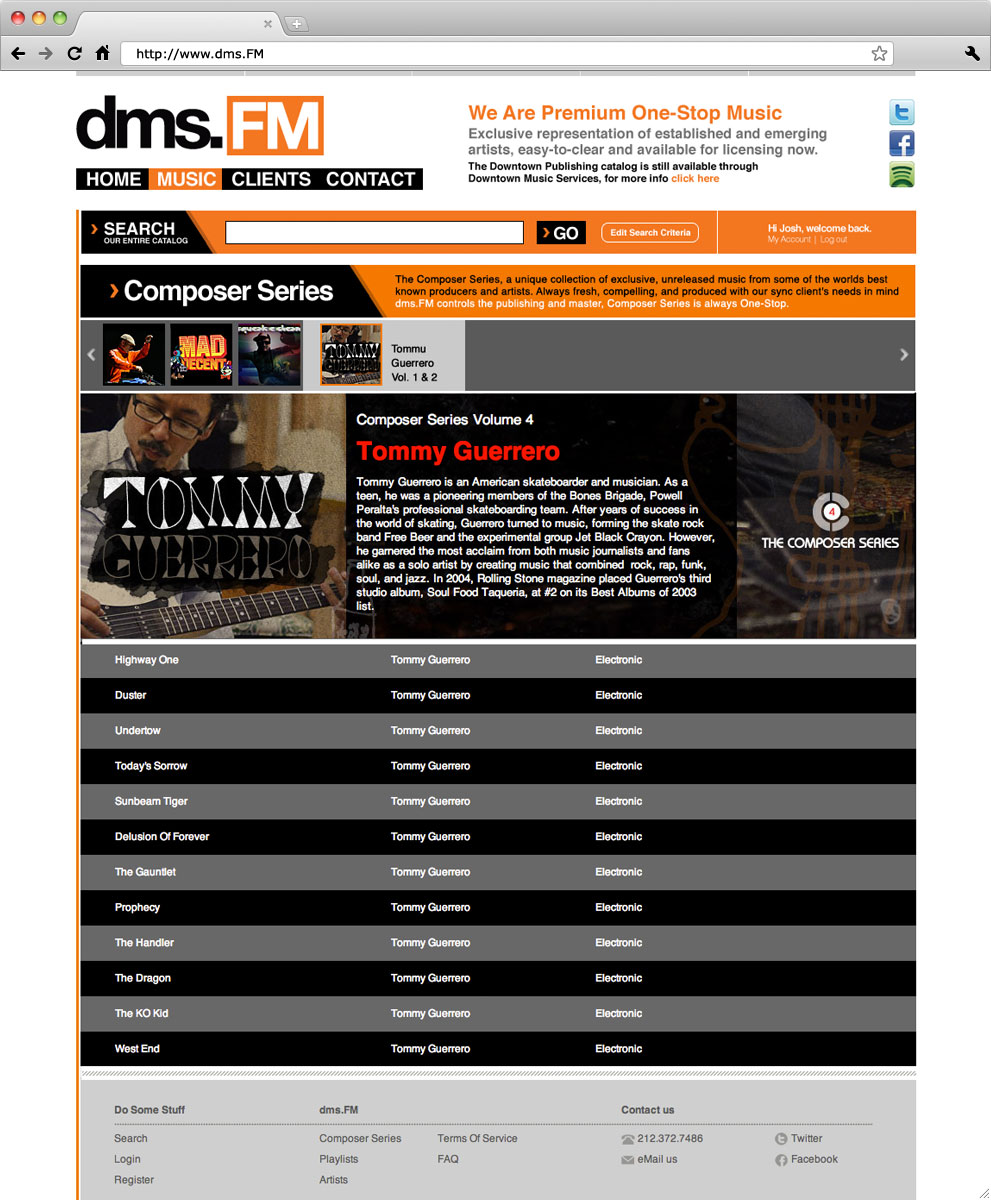 http://www.dms.FM
dms.FM
We Are Premium One-Stop Music
Exclusive representation of established and emerging
artists, easy-to-clear and available for licensing now.
The Downtown Publishing catalog is still available through
Downtown Music Services, for more info click here
HOME MUSIC CLIENTS CONTACT
SEARCH
OUR ENTIRE CATALOG
GO
Edit Search Criteria
Hi Josh, welcome back.
My Account | Log out
Composer Series
The Composer Series, a unique collection of exclusive, unreleased music from some of the worlds best
known producers and artists. Always fresh, compelling, and produced with our sync client's needs in mind
dms.FM controls the publishing and master, Composer Series is always One-Stop.
MAD
DECENT
TOMMY
GUERRERO
Tommu
Guerrero
Vol. 1 & 2
TOMMY
GUERRERO
Composer Series Volume 4
Tommy Guerrero
Tommy Guerrero is an American skateboarder and musician. As a
teen, he was a pioneering members of the Bones Brigade, Powell
Peralta's professional skateboarding team. After years of success in
the world of skating, Guerrero turned to music, forming the skate rock
band Free Beer and the experimental group Jet Black Crayon. However,
he garnered the most acclaim from both music journalists and fans
alike as a solo artist by creating music that combined rock, rap, funk,
soul, and jazz. In 2004, Rolling Stone magazine placed Guerrero's third
studio album, Soul Food Taqueria, at #2 on its Best Albums of 2003
list.
4
THE COMPOSER SERIES
Highway One Tommy Guerrero Electronic
Duster Tommy Guerrero Electronic
Undertow Tommy Guerrero Electronic
Today's Sorrow Tommy Guerrero Electronic
Sunbeam Tiger Tommy Guerrero Electronic
Delusion Of Forever Tommy Guerrero Electronic
The Gauntlet Tommy Guerrero Electronic
Prophecy Tommy Guerrero Electronic
The Handler Tommy Guerrero Electronic
The Dragon Tommy Guerrero Electronic
The KO Kid Tommy Guerrero Electronic
West End Tommy Guerrero Electronic
Do Some Stuff dms.FM Contact us
Search Composer Series Terms Of Service 212.372.7486 Twitter
Login Playlists FAQ eMail us Facebook
Register Artists